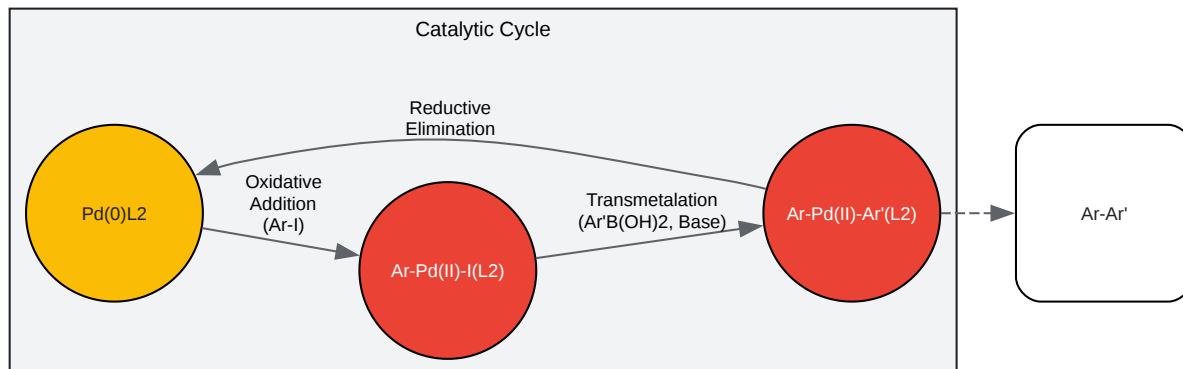 Catalytic Cycle
Reductive
Elimination
Oxidative
Addition
(Ar-I)
Transmetalation
(Ar'B(OH)2, Base)
Pd(0)L2
Ar-Pd(II)-I(L2)
Ar-Pd(II)-Ar'(L2)
Ar-Ar'